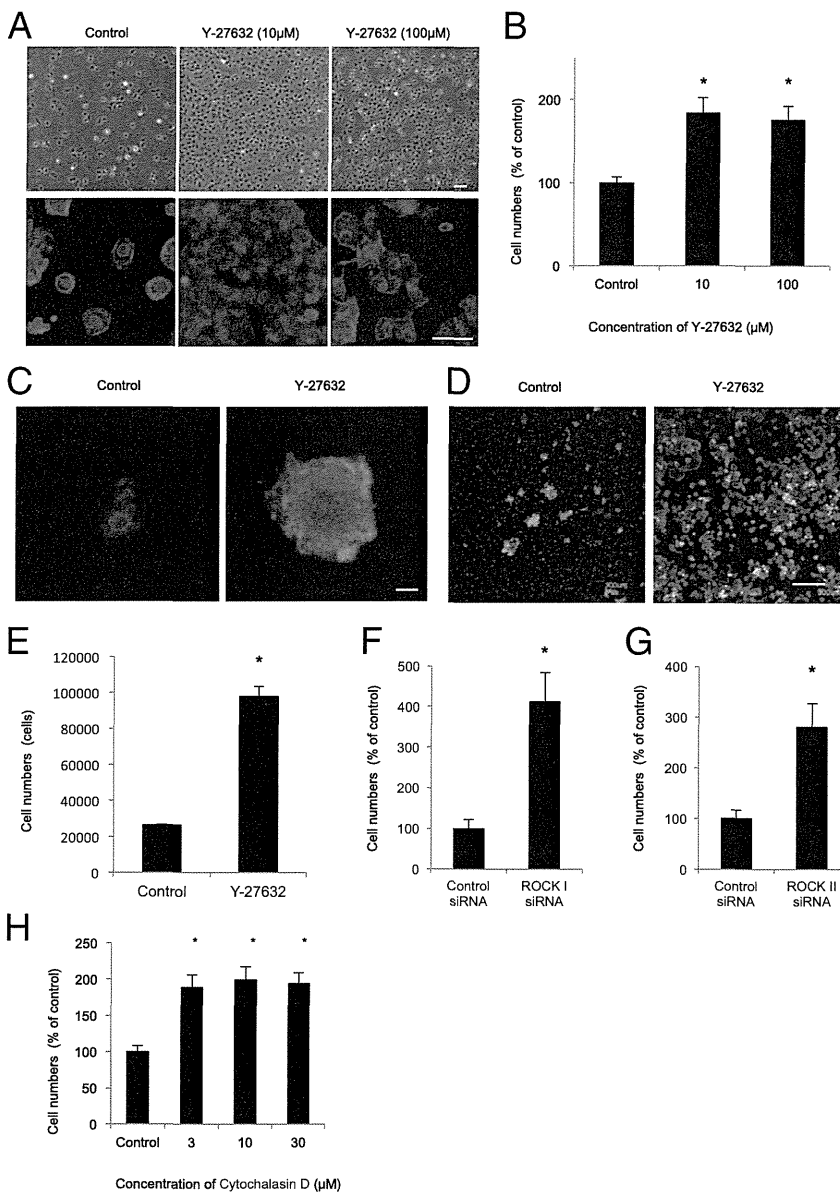 A
Control
Y-27632 (10μM)
Y-27632 (100μM)
B
Cell numbers (% of control)
200
100
0
*
*
Control
10
100
Concentration of Y-27632 (μM)
C
Control
Y-27632
D
Control
Y-27632
E
Cell numbers (cells)
120000
100000
80000
60000
40000
20000
0
*
Control
Y-27632
F
Cell numbers (% of control)
500
400
300
200
100
0
*
Control siRNA
ROCK I siRNA
G
Cell numbers (% of control)
400
300
200
100
0
*
Control siRNA
ROCK II siRNA
H
Cell numbers (% of control)
250
200
150
100
50
0
*
*
*
Control
3
10
30
Concentration of Cytochalasin D (μM)